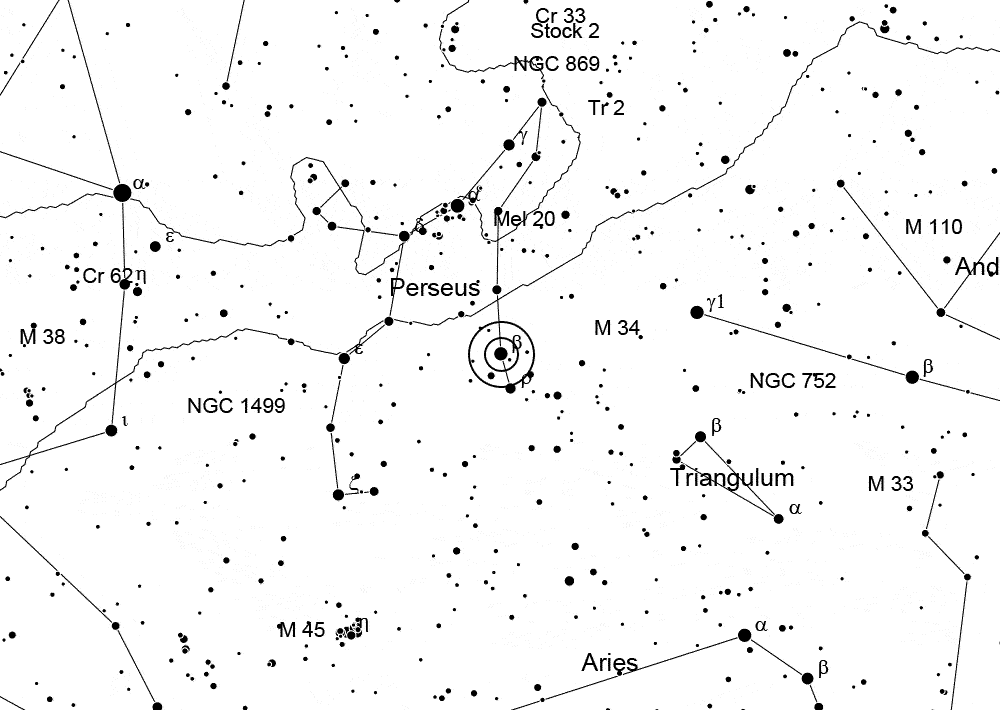 Cr 33
Stock 2
NGC 869
Tr 2
γ
α
ε
α
δ
Mel 20
M 110
And
Cr 62 η
Perseus
M 38
M 34
γ1
ε
β
ρ
NGC 752
β
NGC 1499
ι
β
Triangulum
ζ
M 33
α
M 45
η
α
Aries
β